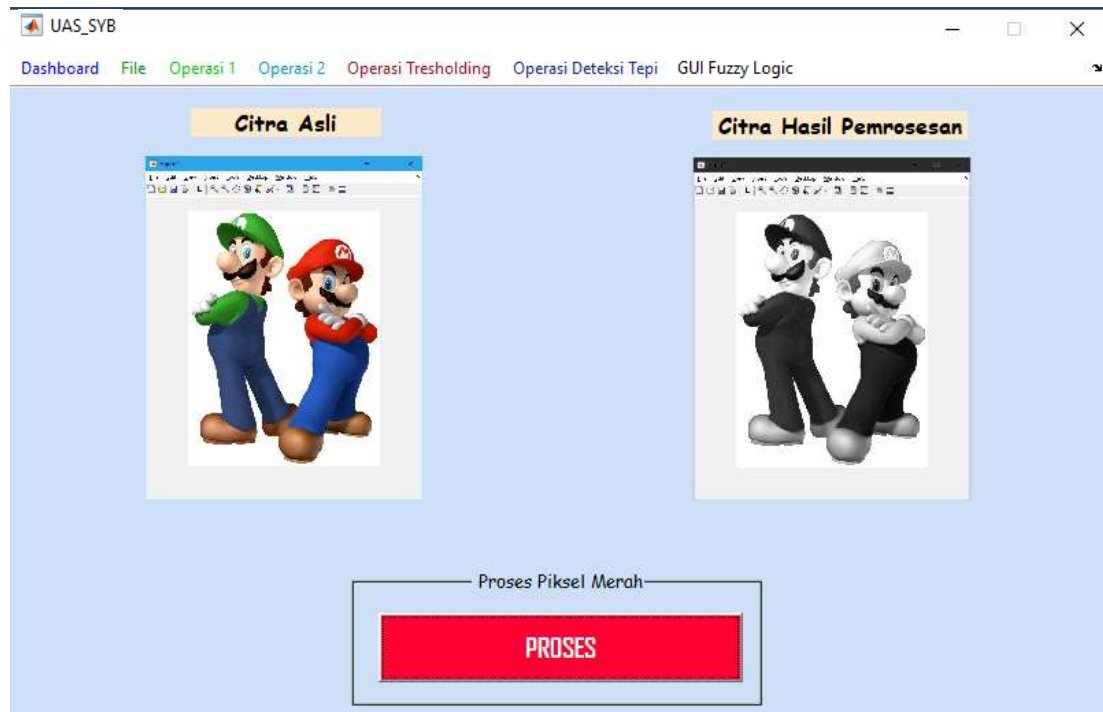 UAS_SYB
Dashboard File Operasi 1 Operasi 2 Operasi Tresholding Operasi Deteksi Tepi GUI Fuzzy Logic
Citra Asli
Citra Hasil Pemrosesan
Proses Piksel Merah
PROSES